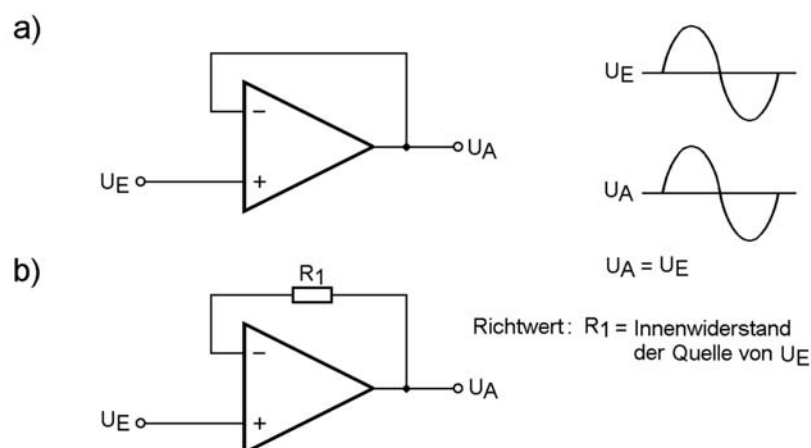 a)
−
+
UE
UA
UE
UA
UA = UE
b)
R1
−
+
UE
UA
Richtwert: R1 = Innenwiderstand
der Quelle von UE